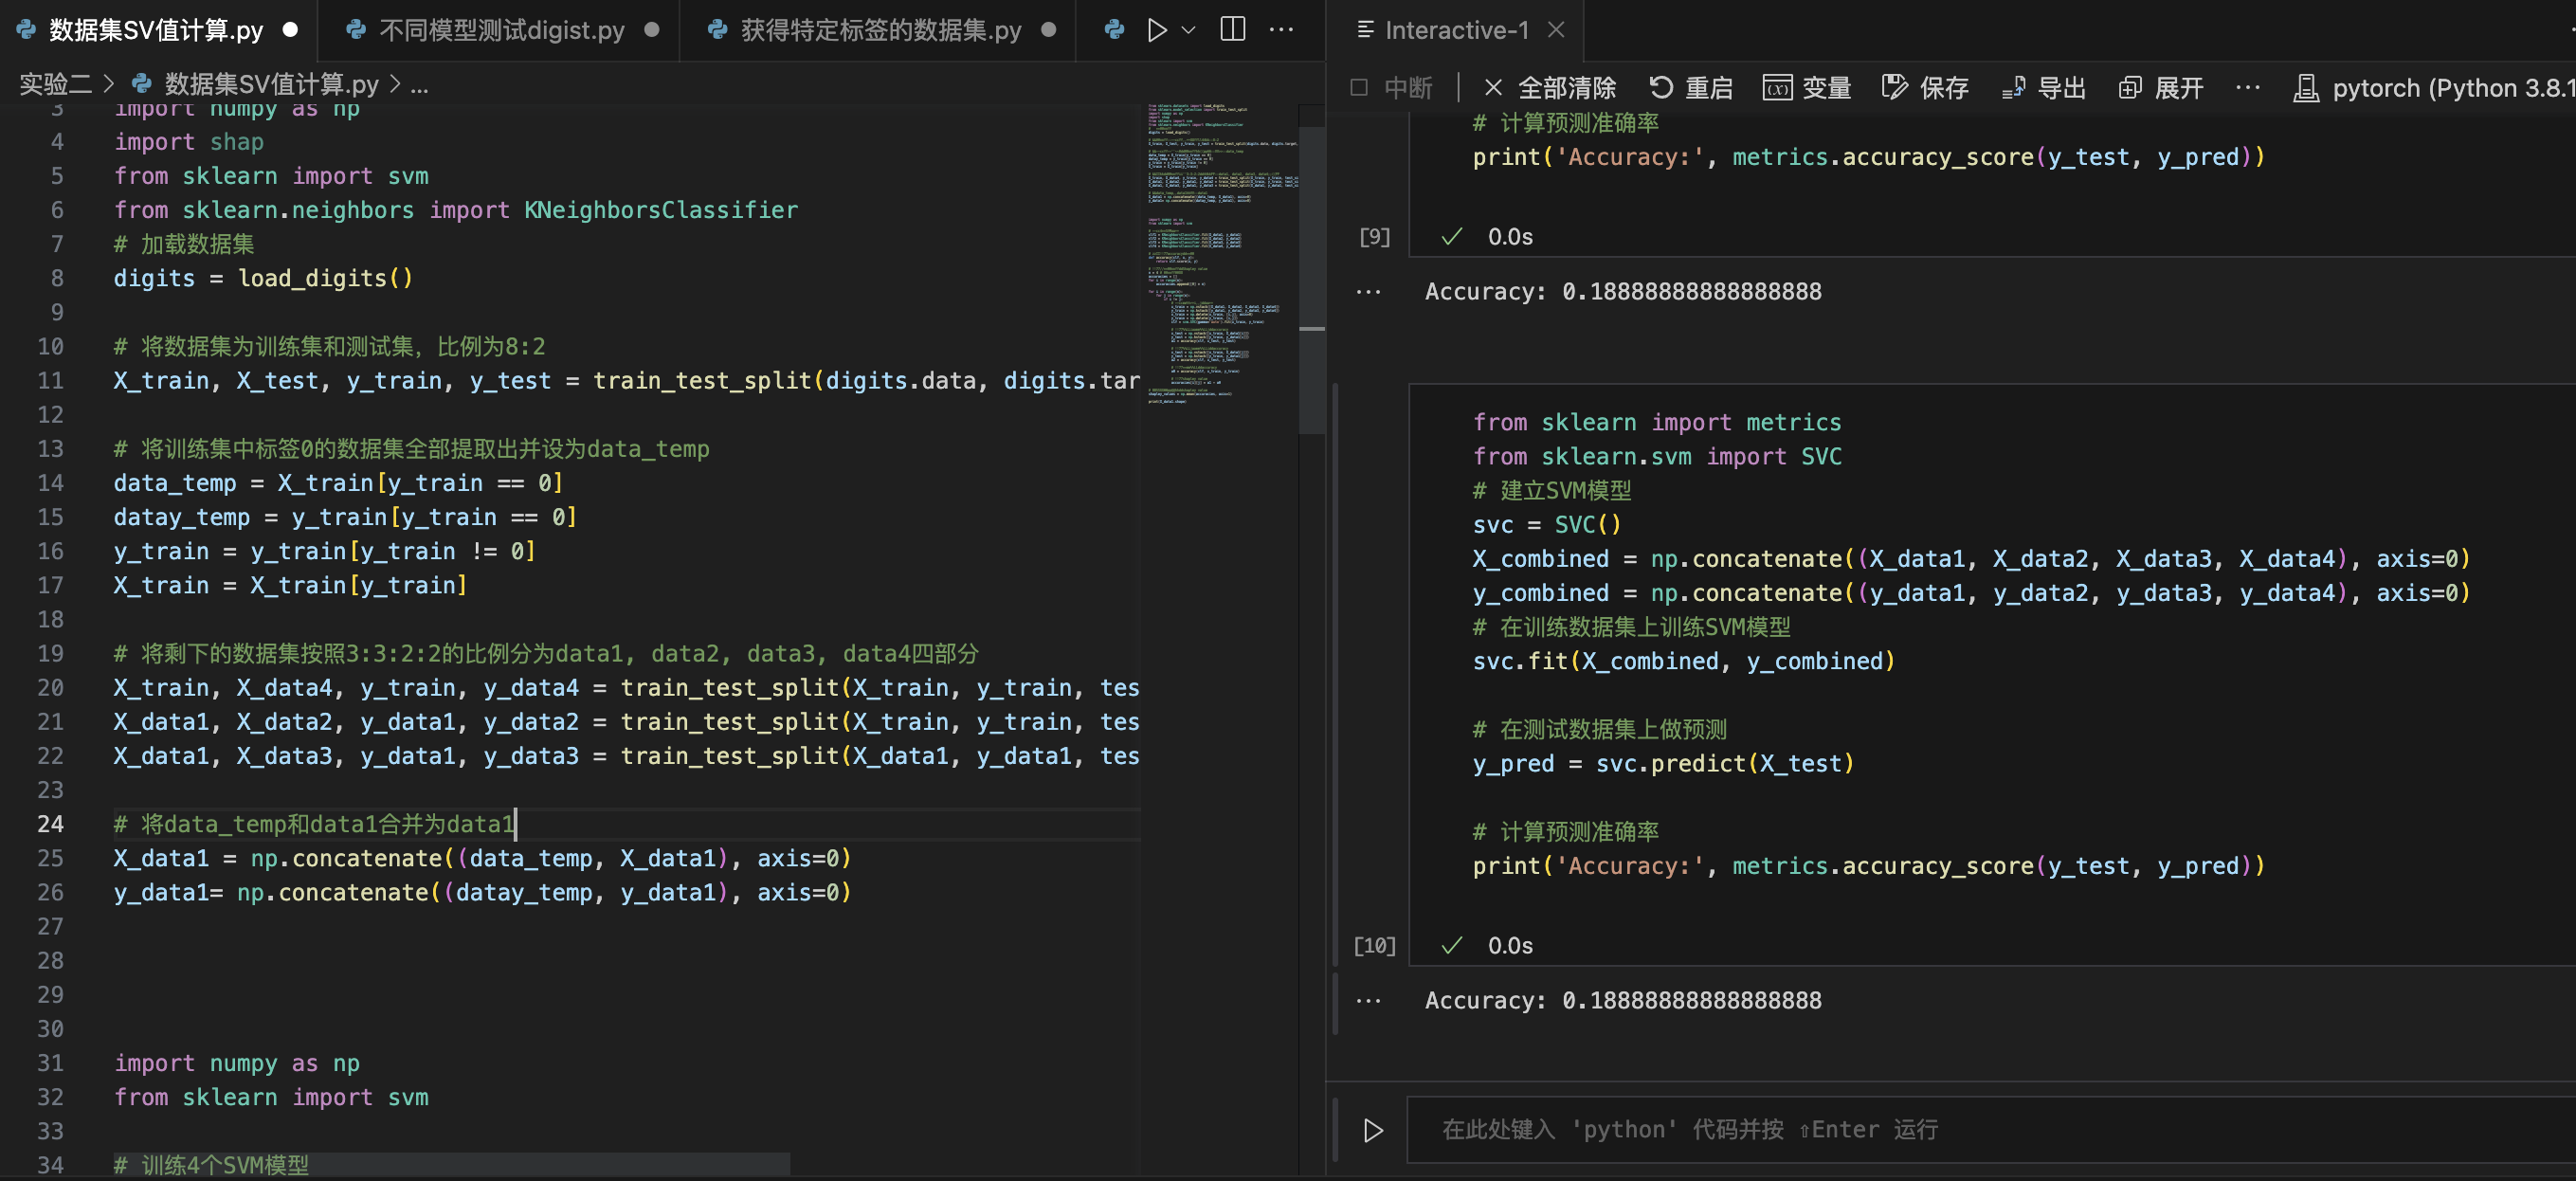 数据集SV值计算.py
不同模型测试digist.py
获得特定标签的数据集.py
实验二 > 数据集SV值计算.py > ...
3 import numpy as np
4 import shap
5 from sklearn import svm
6 from sklearn.neighbors import KNeighborsClassifier
7 # 加载数据集
8 digits = load_digits()
9
10 # 将数据集为训练集和测试集，比例为8:2
11 X_train, X_test, y_train, y_test = train_test_split(digits.data, digits.tar
12
13 # 将训练集中标签0的数据集全部提取出并设为data_temp
14 data_temp = X_train[y_train == 0]
15 datay_temp = y_train[y_train == 0]
16 y_train = y_train[y_train != 0]
17 X_train = X_train[y_train]
18
19 # 将剩下的数据集按照3:3:2:2的比例分为data1, data2, data3, data4四部分
20 X_train, X_data4, y_train, y_data4 = train_test_split(X_train, y_train, tes
21 X_data1, X_data2, y_data1, y_data2 = train_test_split(X_train, y_train, tes
22 X_data1, X_data3, y_data1, y_data3 = train_test_split(X_data1, y_data1, tes
23
24 # 将data_temp和data1合并为data1
25 X_data1 = np.concatenate((data_temp, X_data1), axis=0)
26 y_data1= np.concatenate((datay_temp, y_data1), axis=0)
27
28
29
30
31 import numpy as np
32 from sklearn import svm
33
34 # 训练4个SVM模型
Interactive-1
中断 | 全部清除 重启 变量 保存 导出 展开 ... pytorch (Python 3.8.1
# 计算预测准确率
print('Accuracy:', metrics.accuracy_score(y_test, y_pred))
[9] 0.0s
... Accuracy: 0.18888888888888888
from sklearn import metrics
from sklearn.svm import SVC
# 建立SVM模型
svc = SVC()
X_combined = np.concatenate((X_data1, X_data2, X_data3, X_data4), axis=0)
y_combined = np.concatenate((y_data1, y_data2, y_data3, y_data4), axis=0)
# 在训练数据集上训练SVM模型
svc.fit(X_combined, y_combined)
# 在测试数据集上做预测
y_pred = svc.predict(X_test)
# 计算预测准确率
print('Accuracy:', metrics.accuracy_score(y_test, y_pred))
[10] 0.0s
... Accuracy: 0.18888888888888888
在此处键入 'python' 代码并按 ⇧Enter 运行